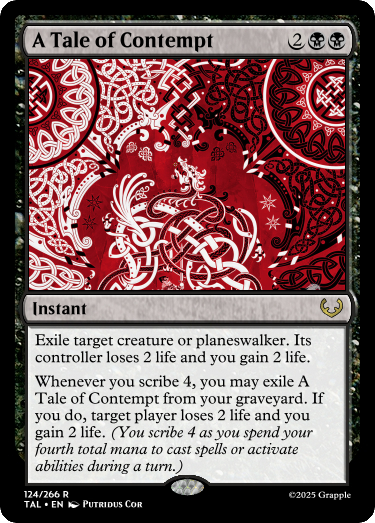 A Tale of Contempt 2
Instant
Exile target creature or planeswalker. Its
controller loses 2 life and you gain 2 life.
Whenever you scribe 4, you may exile A
Tale of Contempt from your graveyard. If
you do, target player loses 2 life and you
gain 2 life. (You scribe 4 as you spend your
fourth total mana to cast spells or activate
abilities during a turn.)
124/266 R
TAL • EN Putridus Cor
©2025 Grapple